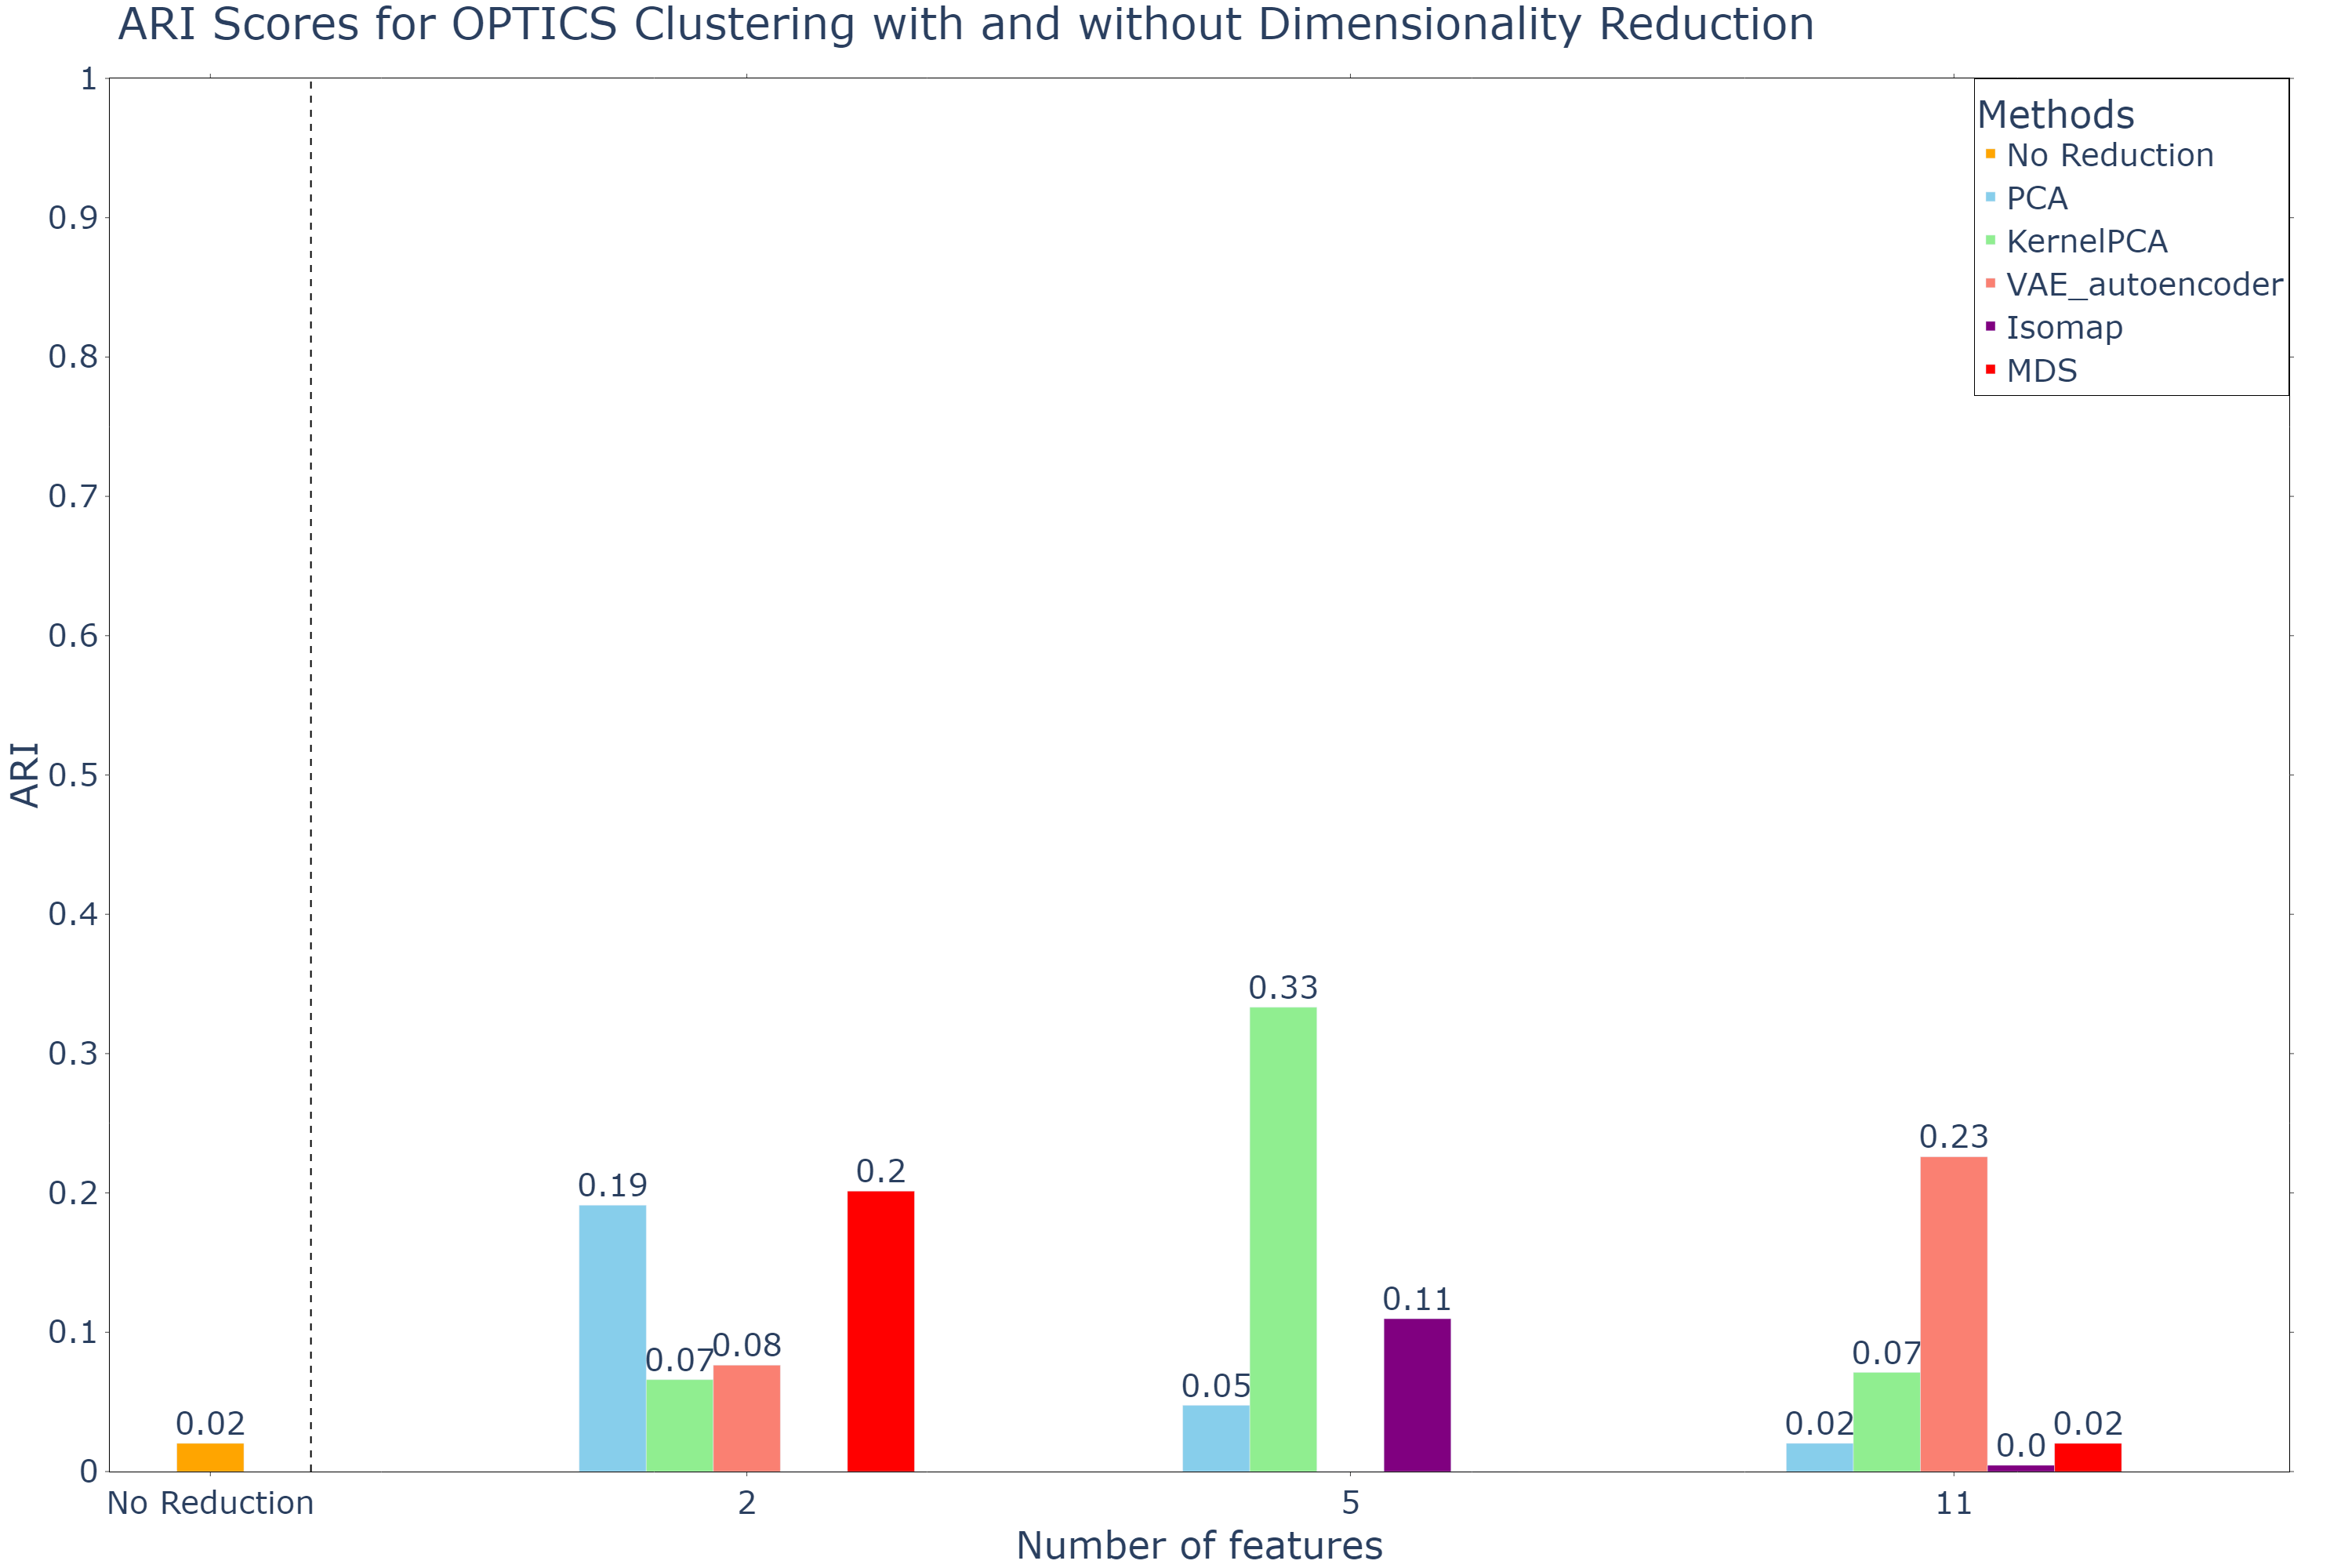 ARI Scores for OPTICS Clustering with and without Dimensionality Reduction
Methods
No Reduction
PCA
KernelPCA
VAE_autoencoder
Isomap
MDS
ARI
1
0.9
0.8
0.7
0.6
0.5
0.4
0.3
0.2
0.1
0
0.02
0.19
0.07
0.08
0.2
0.05
0.33
0.11
0.02
0.07
0.23
0.0
0.02
No Reduction
2
5
11
Number of features